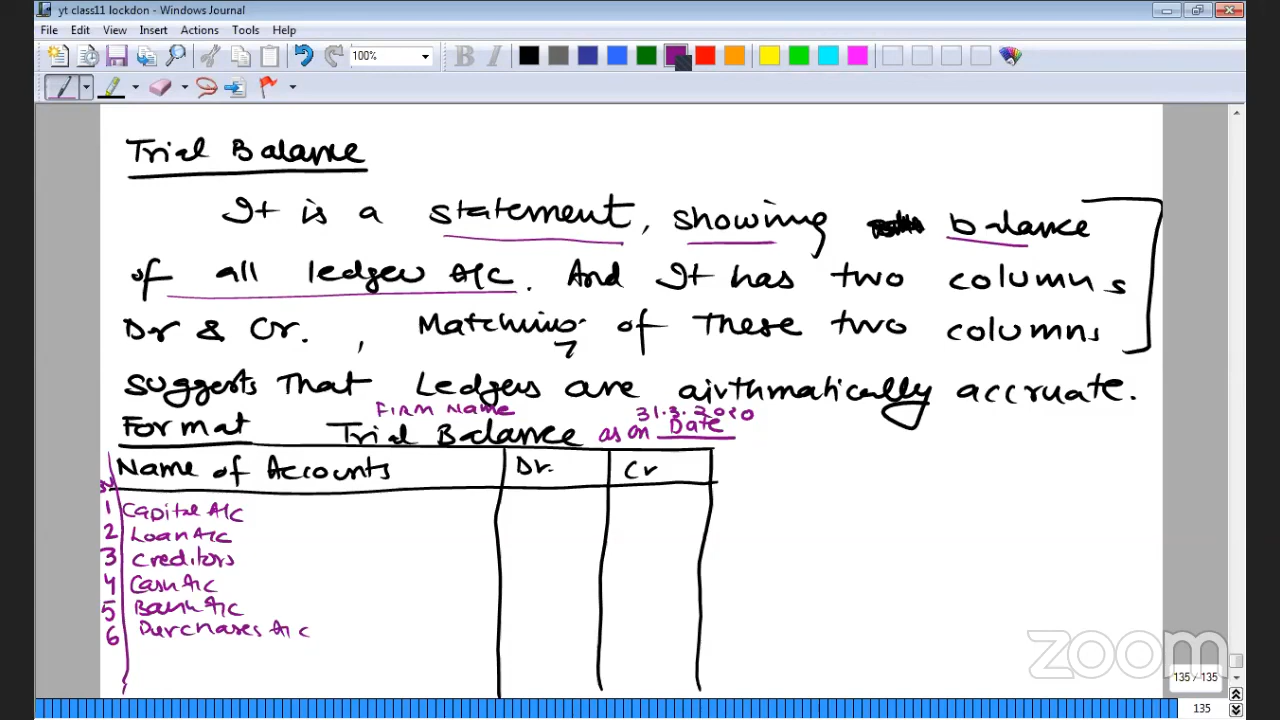 yt class11 lockdon - Windows Journal
File Edit View Insert Actions Tools Help
100%
Trial Balance
It is a statement, showing balance
of all ledger A/C. And It has two columns
Dr & Cr. , Matching of These two columns
suggests That Ledgers are airthmatically accruate.
FIRM Name 31.3.2020
Format Trial Balance as on Date
Name of Accounts Dr. Cr
1 Capital A/C
2 Loan A/C
3 Creditors
4 Cash A/C
5 Bank A/C
6 Purchases A/C
zoom
135 / 135
135